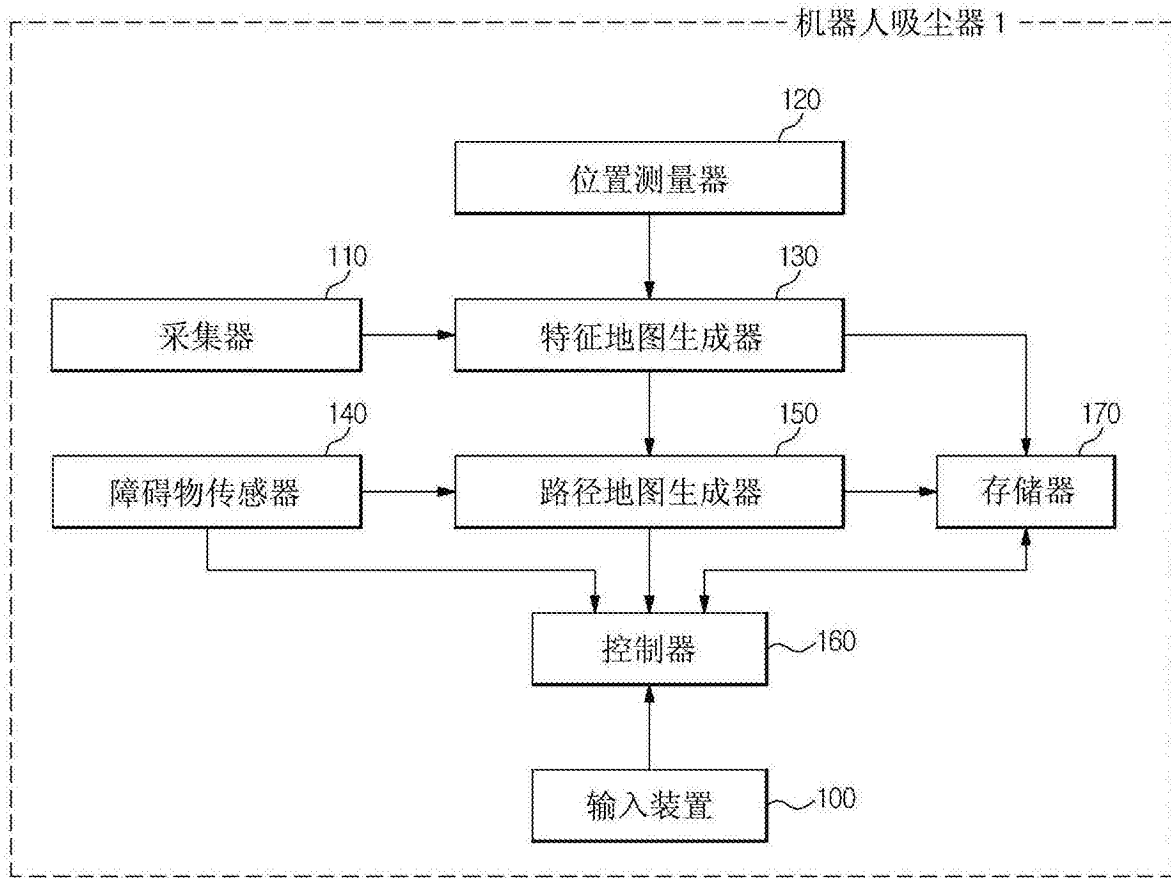 机器人吸尘器 1
120
位置测量器
110
130
采集器
特征地图生成器
140
150
170
障碍物传感器
路径地图生成器
存储器
控制器
160
输入装置
100